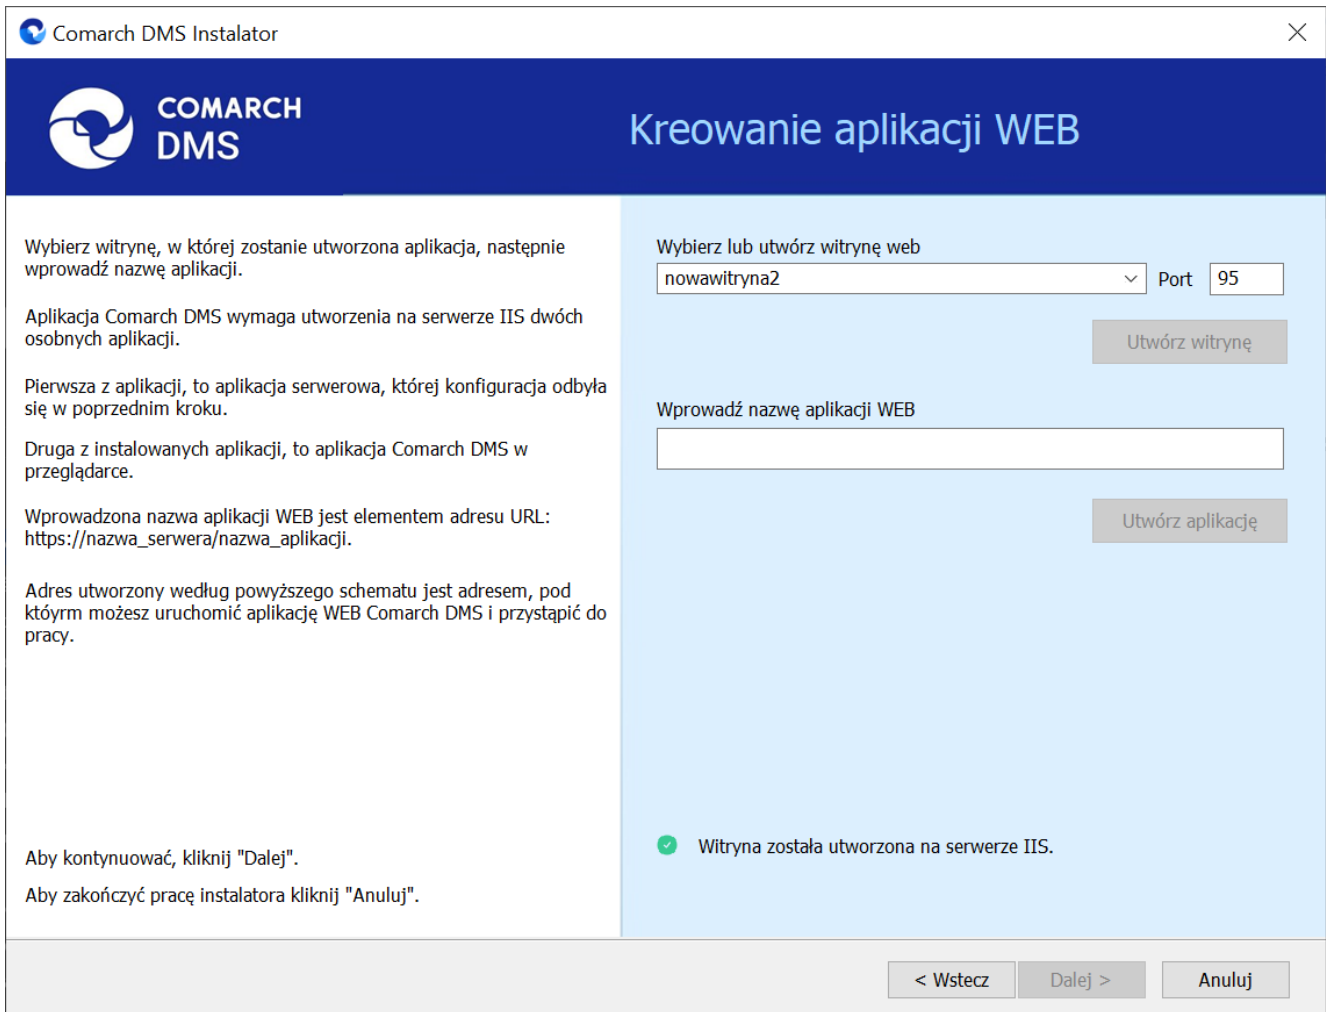 Comarch DMS Instalator
COMARCH
DMS
Kreowanie aplikacji WEB
Wybierz witrynę, w której zostanie utworzona aplikacja, następnie
wprowadź nazwę aplikacji.
Aplikacja Comarch DMS wymaga utworzenia na serwerze IIS dwóch
osobnych aplikacji.
Pierwsza z aplikacji, to aplikacja serwerowa, której konfiguracja odbyła
się w poprzednim kroku.
Druga z instalowanych aplikacji, to aplikacja Comarch DMS w
przeglądarce.
Wprowadzona nazwa aplikacji WEB jest elementem adresu URL:
https://nazwa_serwera/nazwa_aplikacji.
Adres utworzony według powyższego schematu jest adresem, pod
któyrm możesz uruchomić aplikację WEB Comarch DMS i przystąpić do
pracy.
Aby kontynuować, kliknij "Dalej".
Aby zakończyć pracę instalatora kliknij "Anuluj".
Wybierz lub utwórz witrynę web
nowawitryna2 Port 95
Utwórz witrynę
Wprowadź nazwę aplikacji WEB
Utwórz aplikację
Witryna została utworzona na serwerze IIS.
< Wstecz Dalej > Anuluj